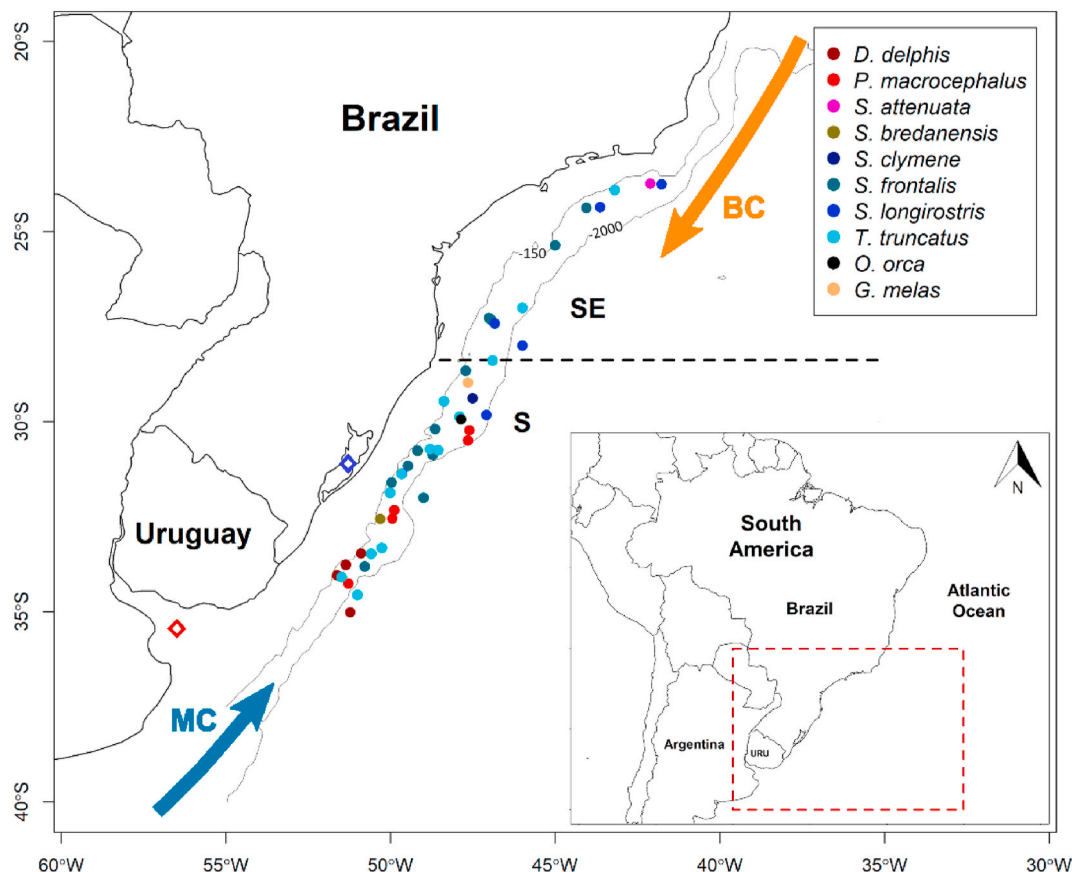 20°S
25°S
30°S
35°S
40°S
60°W
55°W
50°W
45°W
40°W
35°W
30°W
Brazil
Uruguay
BC
MC
SE
S
-150
-2000
D. delphis
P. macrocephalus
S. attenuata
S. bredanensis
S. clymene
S. frontalis
S. longirostris
T. truncatus
O. orca
G. melas
N
South
America
Brazil
Atlantic
Ocean
Argentina
URU